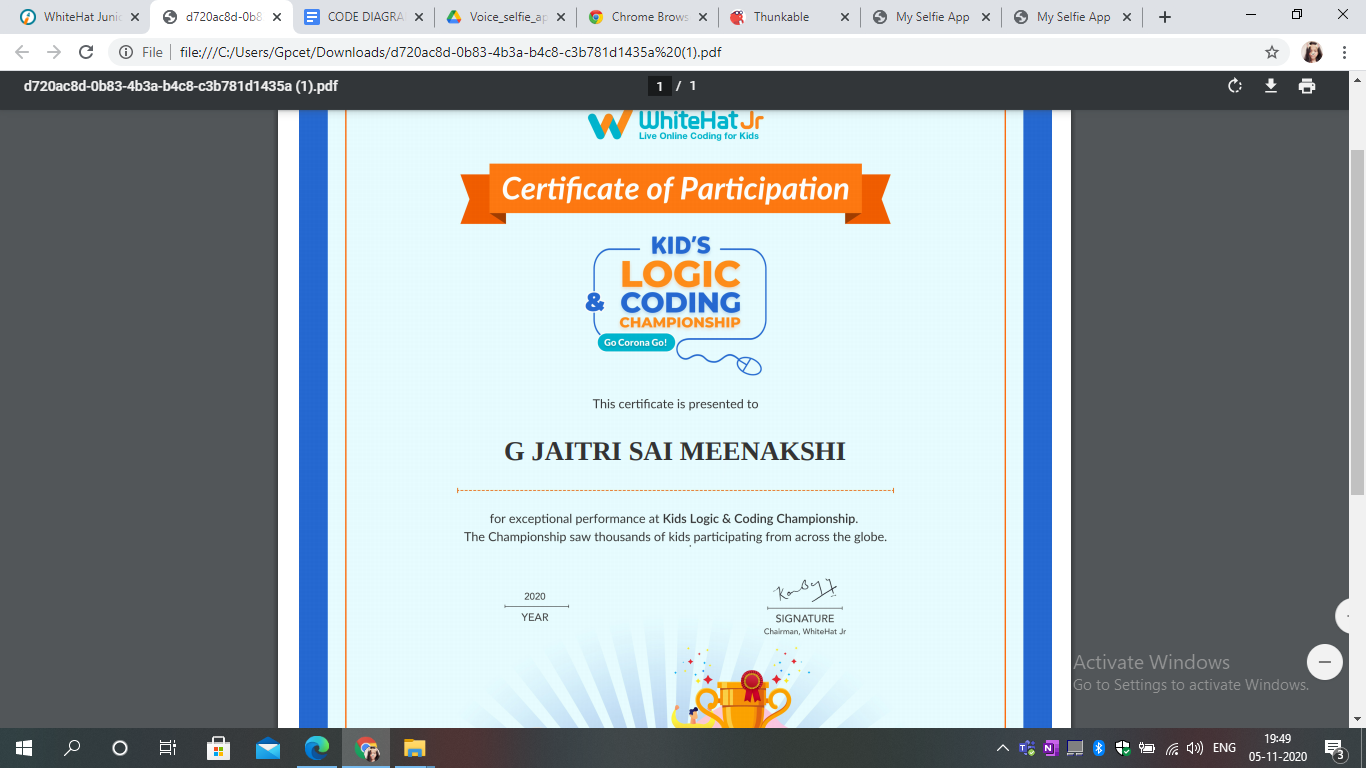 WhiteHat Junio
d720ac8d-0b8
CODE DIAGRA
Voice_selfie_ap
Chrome Brows
Thunkable
My Selfie App
My Selfie App
File
file:///C:/Users/Gpcet/Downloads/d720ac8d-0b83-4b3a-b4c8-c3b781d1435a%20(1).pdf
d720ac8d-0b83-4b3a-b4c8-c3b781d1435a (1).pdf
1 / 1
WhiteHat Jr
Live Online Coding for Kids
Certificate of Participation
KID'S
LOGIC
& CODING
CHAMPIONSHIP
Go Corona Go!
This certificate is presented to
G JAITRI SAI MEENAKSHI
for exceptional performance at Kids Logic & Coding Championship.
The Championship saw thousands of kids participating from across the globe.
2020
YEAR
SIGNATURE
Chairman, WhiteHat Jr
Activate Windows
Go to Settings to activate Windows.
ENG
19:49
05-11-2020
3